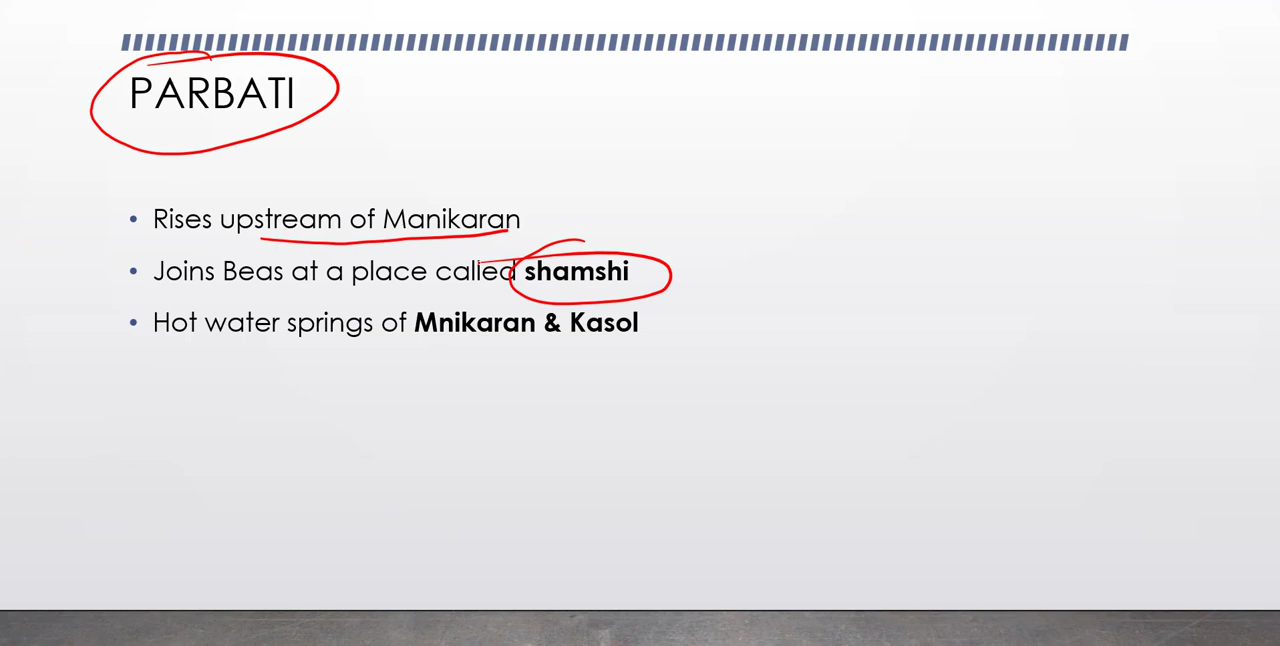 PARBATI
• Rises upstream of Manikaran
• Joins Beas at a place called shamshi
• Hot water springs of Mnikaran & Kasol